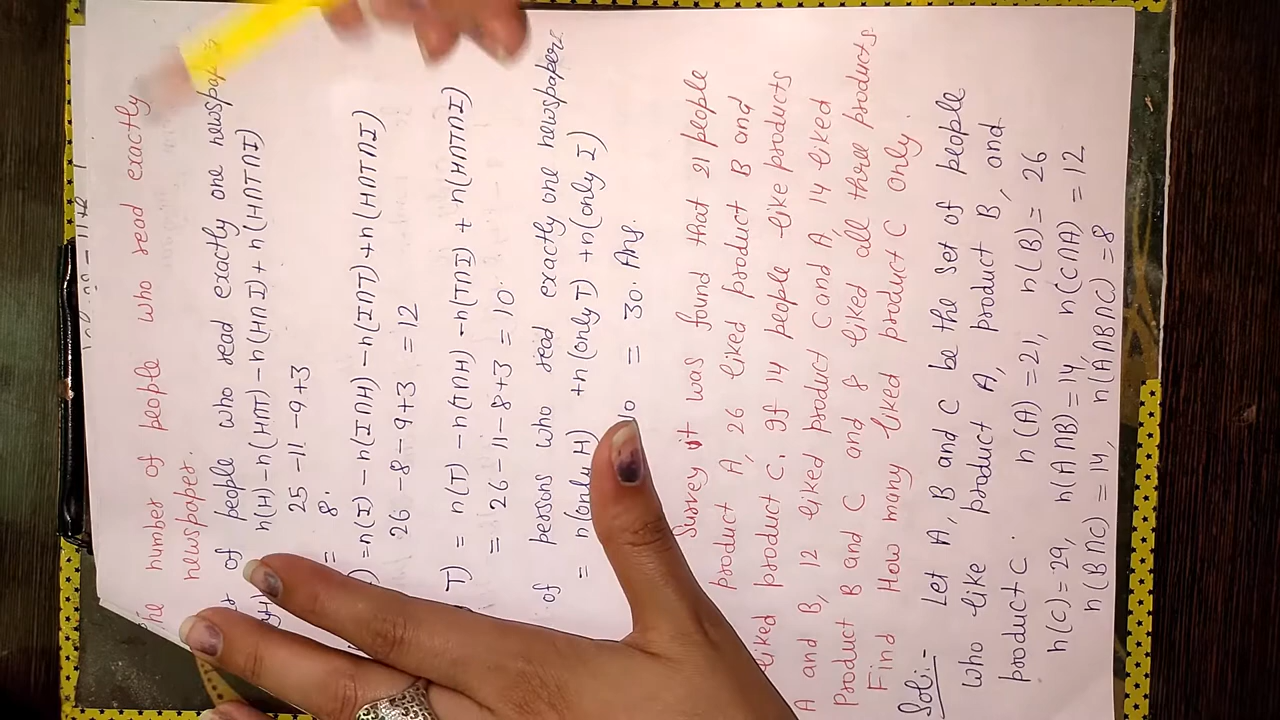 he number of people who read exactly
newspaper.
of people who read exactly one newspapers
n(H)-n(H∩T)-n(H∩I)+n(H∩T∩I)
25-11-9+3
= 8.
=n(I)-n(I∩H)-n(I∩T)+n(H∩T∩I)
26-8-9+3 =12
T) = n(T)-n(T∩H)-n(T∩I)+n(H∩T∩I)
= 26-11-8+3 =10.
of persons who read exactly one newspapers
= n(only H) +n(only T) +n(only I)
10 = 30. Ans.
Survey it was found that 21 people
product A, 26 liked product B and
liked product C. If 14 people like products
A and B, 12 liked product C and A, 14 liked
product B and C and 8 liked all three products.
Find How many liked product C only.
Sol:- Let A, B and C be the set of people
who like product A, product B, and
product C.
n(A)=21, n(B)=26
n(C)=29, n(A∩B)=14 n(C∩A)=12
n(B∩C)=14, n(A∩B∩C)=8